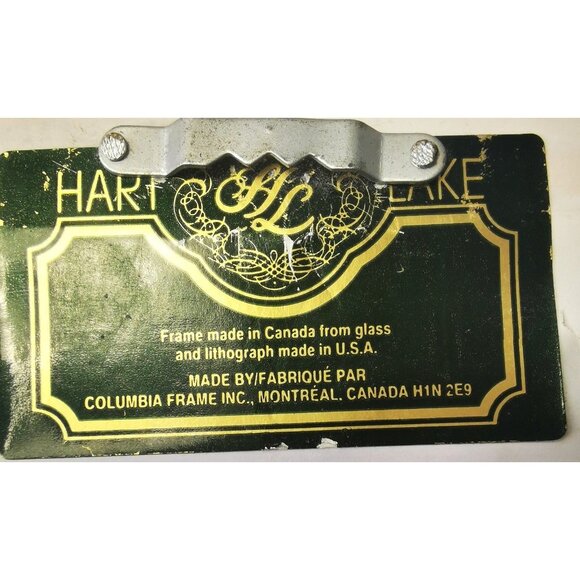 HART HL LAKE
Frame made in Canada from glass
and lithograph made in U.S.A.
MADE BY/FABRIQUÉ PAR
COLUMBIA FRAME INC., MONTRÉAL, CANADA H1N 2E9